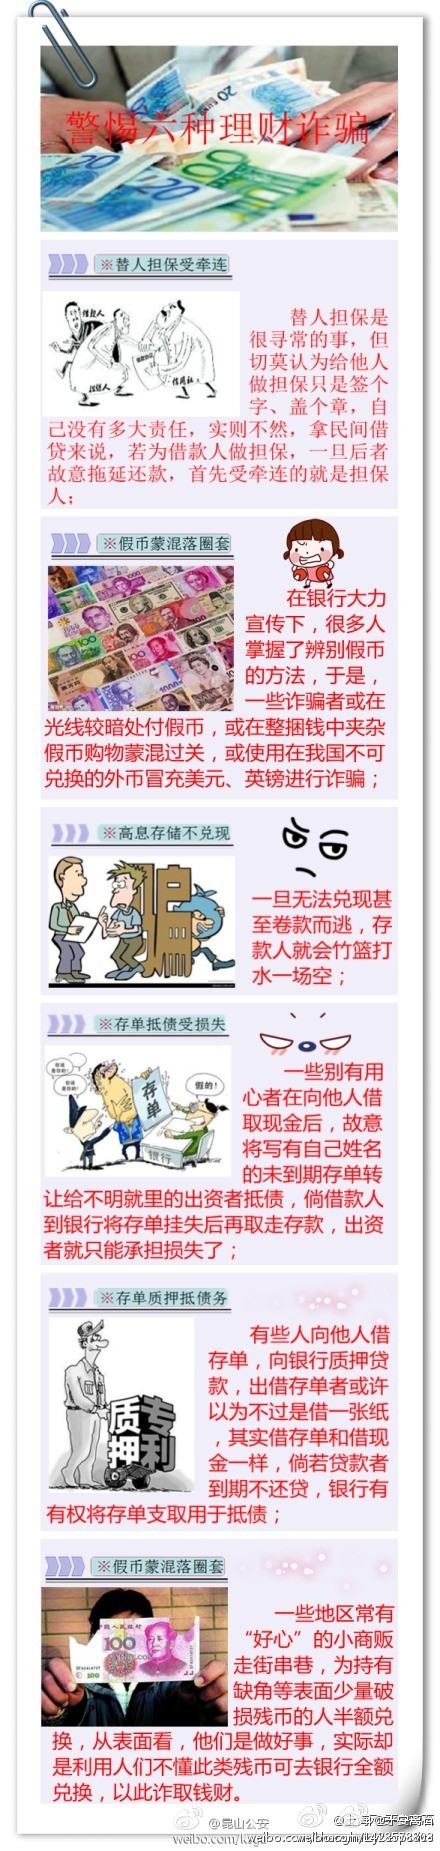 警惕六种理财诈骗
※替人担保受牵连
借款人
担保人
信用社
替人担保是
很寻常的事，但
切莫认为给他人
做担保只是签个
字、盖个章，自
己没有多大责任，实则不然，拿民间借
贷来说，若为借款人做担保，一旦后者
故意拖延还款，首先受牵连的就是担保
人；
※假币蒙混落圈套
在银行大力
宣传下，很多人
掌握了辨别假币
的方法，于是，
一些诈骗者或在
光线较暗处付假币，或在整捆钱中夹杂
假币购物蒙混过关，或使用在我国不可
兑换的外币冒充美元、英镑进行诈骗；
※高息存储不兑现
骗
一旦无法兑现甚
至卷款而逃，存
款人就会竹篮打
水一场空；
※存单抵债受损失
存单
假的！
银行
一些别有用
心者在向他人借
取现金后，故意
将写有自己姓名
的未到期存单转
让给不明就里的出资者抵债，倘借款人
到银行将存单挂失后再取走存款，出资
者就只能承担损失了；
※存单质押抵债务
质押
专利
有些人向他人借
存单，向银行质押贷
款，出借存单者或许
以为不过是借一张纸
，其实借存单和借现
金一样，倘若贷款者
到期不还贷，银行有
有权将存单支取用于抵债；
※假币蒙混落圈套
100
一些地区常有
“好心”的小商贩
走街串巷，为持有
缺角等表面少量破
损残币的人半额兑
换，从表面看，他们是做好事，实际却
是利用人们不懂此类残币可去银行全额
兑换，以此诈取钱财。
@昆山公安